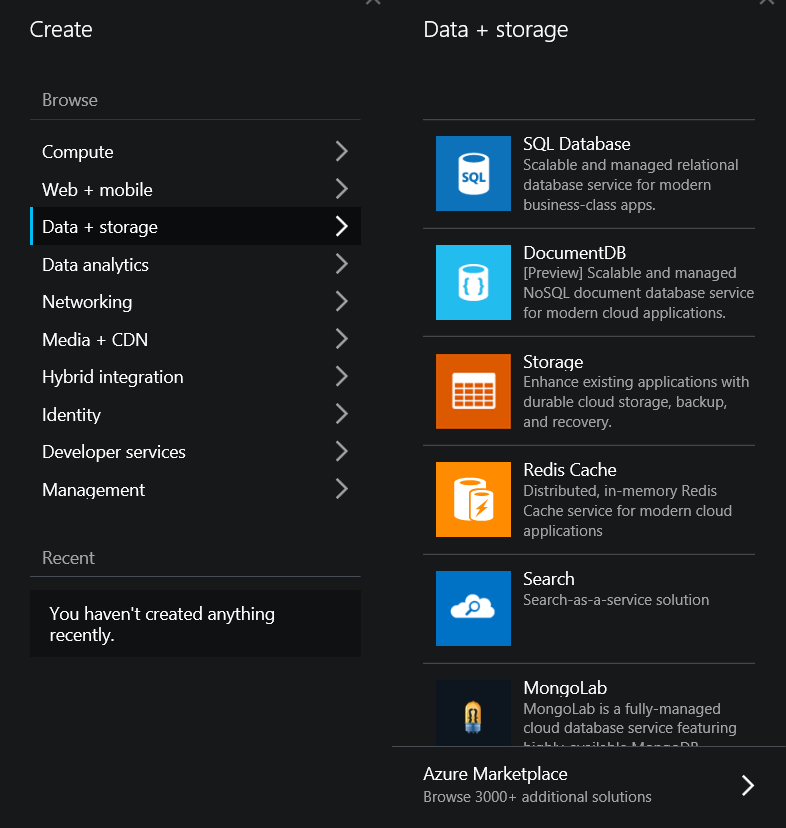 Create
Browse
Compute
Web + mobile
Data + storage
Data analytics
Networking
Media + CDN
Hybrid integration
Identity
Developer services
Management
Recent
You haven't created anything
recently.
Data + storage
SQL
SQL Database
Scalable and managed relational
database service for modern
business-class apps.
{ }
DocumentDB
[Preview] Scalable and managed
NoSQL document database service
for modern cloud applications.
Storage
Enhance existing applications with
durable cloud storage, backup,
and recovery.
Redis Cache
Distributed, in-memory Redis
Cache service for modern cloud
applications
Search
Search-as-a-service solution
MongoLab
MongoLab is a fully-managed
cloud database service featuring
highly-available MongoDB
Azure Marketplace
Browse 3000+ additional solutions